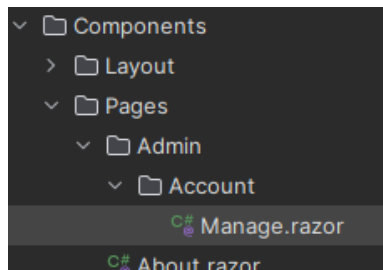 Components
Layout
Pages
Admin
Account
C# @ Manage.razor
C# About.razor